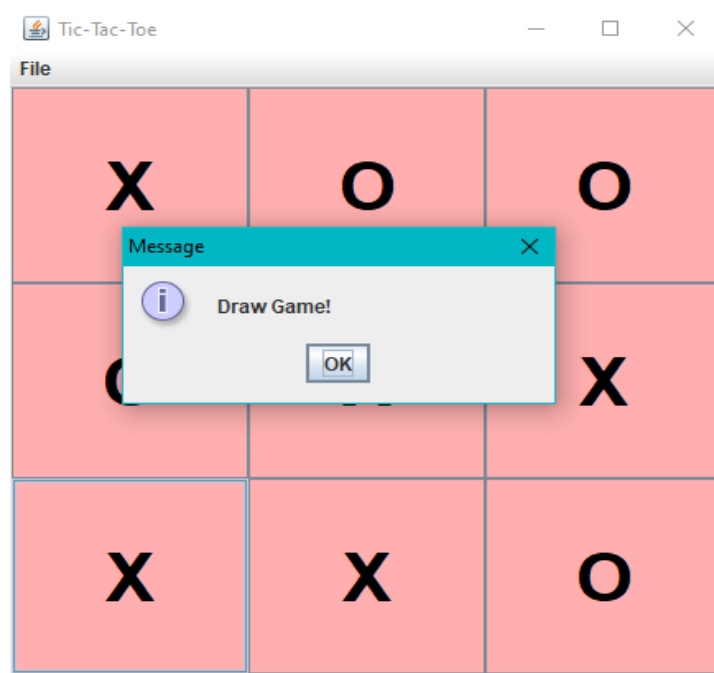 Tic-Tac-Toe
File
X O O
Message
Draw Game!
OK
X
X X O